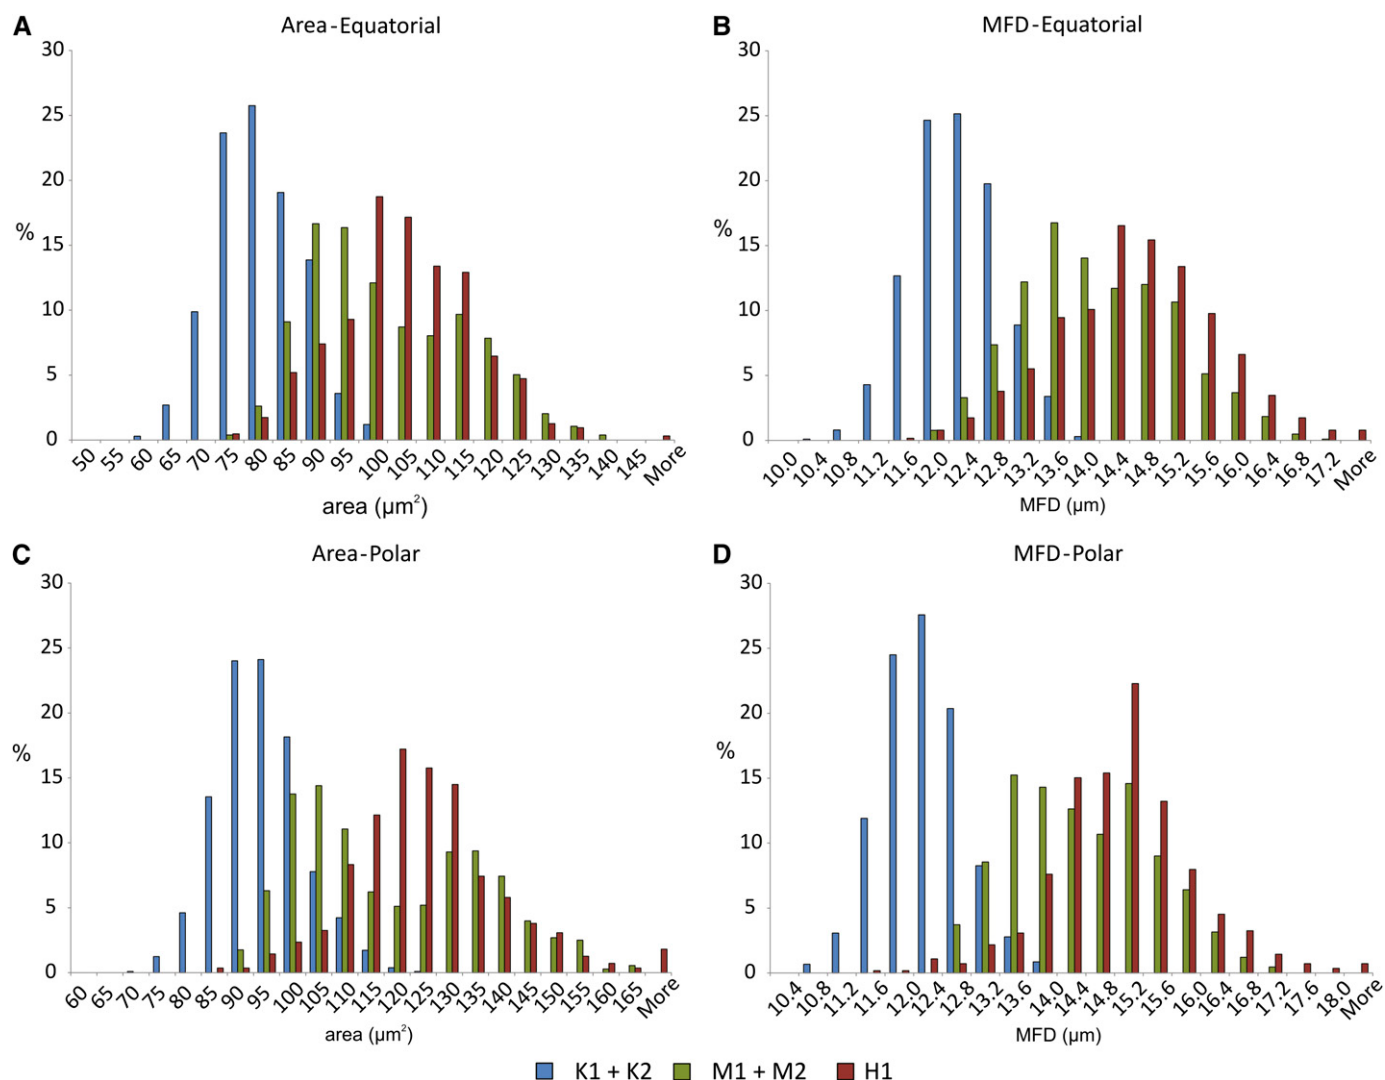 A
Area-Equatorial
30
25
20
15
10
5
0
%
50 55 60 65 70 75 80 85 90 95 100 105 110 115 120 125 130 135 140 145 More
area (µm²)
B
MFD-Equatorial
30
25
20
15
10
5
0
%
10.0 10.4 10.8 11.2 11.6 12.0 12.4 12.8 13.2 13.6 14.0 14.4 14.8 15.2 15.6 16.0 16.4 16.8 17.2 More
MFD (µm)
C
Area-Polar
30
25
20
15
10
5
0
%
60 65 70 75 80 85 90 95 100 105 110 115 120 125 130 135 140 145 150 155 160 165 More
area (µm²)
D
MFD-Polar
30
25
20
15
10
5
0
%
10.4 10.8 11.2 11.6 12.0 12.4 12.8 13.2 13.6 14.0 14.4 14.8 15.2 15.6 16.0 16.4 16.8 17.2 17.6 18.0 More
MFD (µm)
K1 + K2 M1 + M2 H1